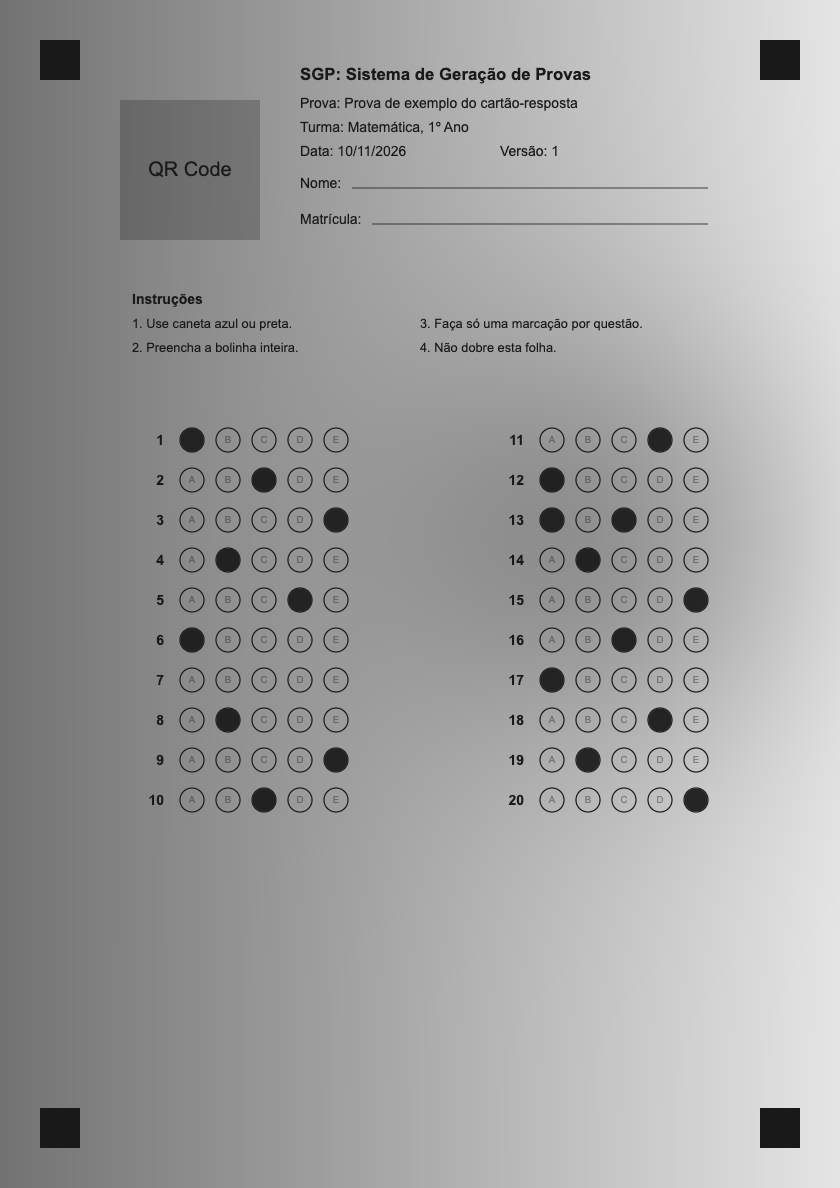 SGP: Sistema de Geração de Provas
Prova: Prova de exemplo do cartão-resposta
Turma: Matemática, 1º Ano
Data: 10/11/2026 Versão: 1
QR Code
Nome:
Matrícula:
Instruções
1. Use caneta azul ou preta.
2. Preencha a bolinha inteira.
3. Faça só uma marcação por questão.
4. Não dobre esta folha.
1 B C D E
2 A B D E
3 A B C D
4 A C D E
5 A B C E
6 B C D E
7 A B C D E
8 A C D E
9 A B C D
10 A B D E
11 A B C E
12 B C D E
13 B D E
14 A C D E
15 A B C D
16 A B D E
17 B C D E
18 A B C E
19 A C D E
20 A B C D